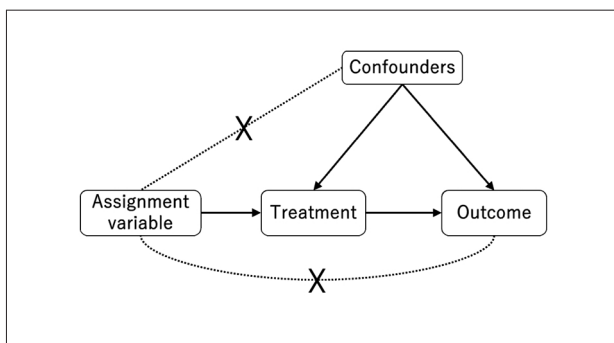 Confounders
X
Assignment
variable
Treatment
Outcome
X